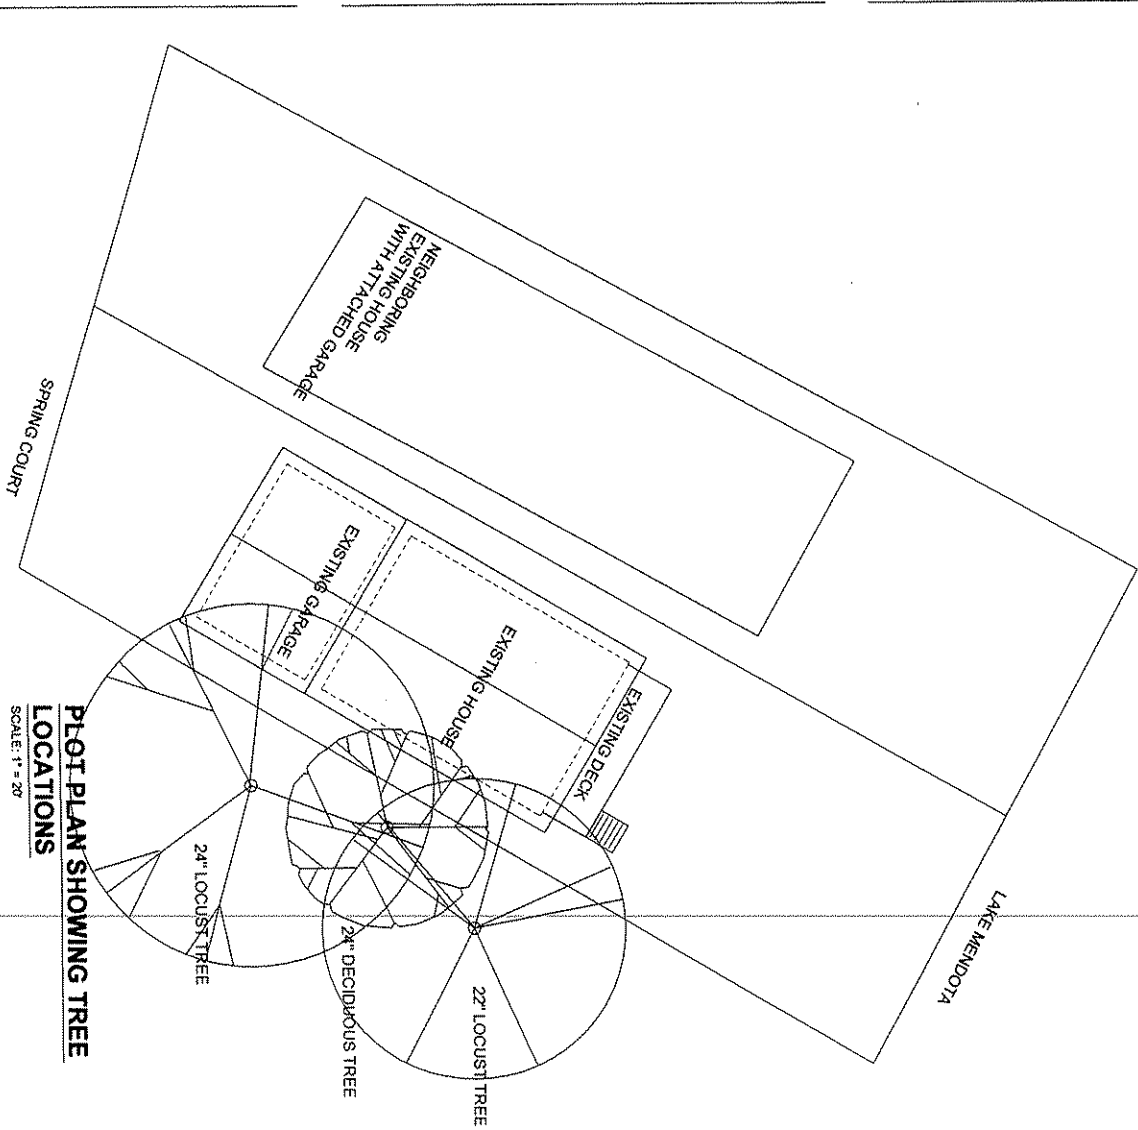 NEIGHBORING
EXISTING HOUSE
WITH ATTACHED GARAGE
SPRING COURT
EXISTING GARAGE
EXISTING HOUSE
EXISTING DECK
LAKE MENDOTA
24" LOCUST TREE
24" DECIDUOUS TREE
22" LOCUST TREE
PLOT PLAN SHOWING TREE
LOCATIONS
SCALE: 1" = 20'